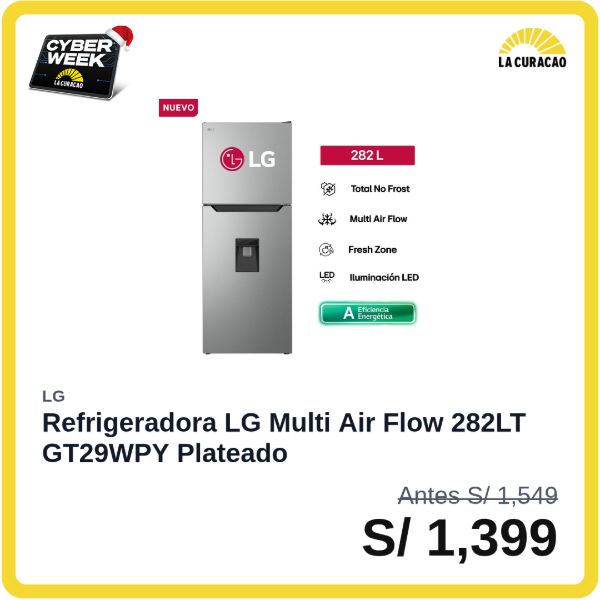 CYBER
WEEK
LA CURACAO
LA CURACAO
NUEVO
LG
282 L
Total No Frost
Multi Air Flow
Fresh Zone
LED
Iluminación LED
A Eficiencia
Energética
LG
Refrigeradora LG Multi Air Flow 282LT
GT29WPY Plateado
Antes S/ 1,549
S/ 1,399